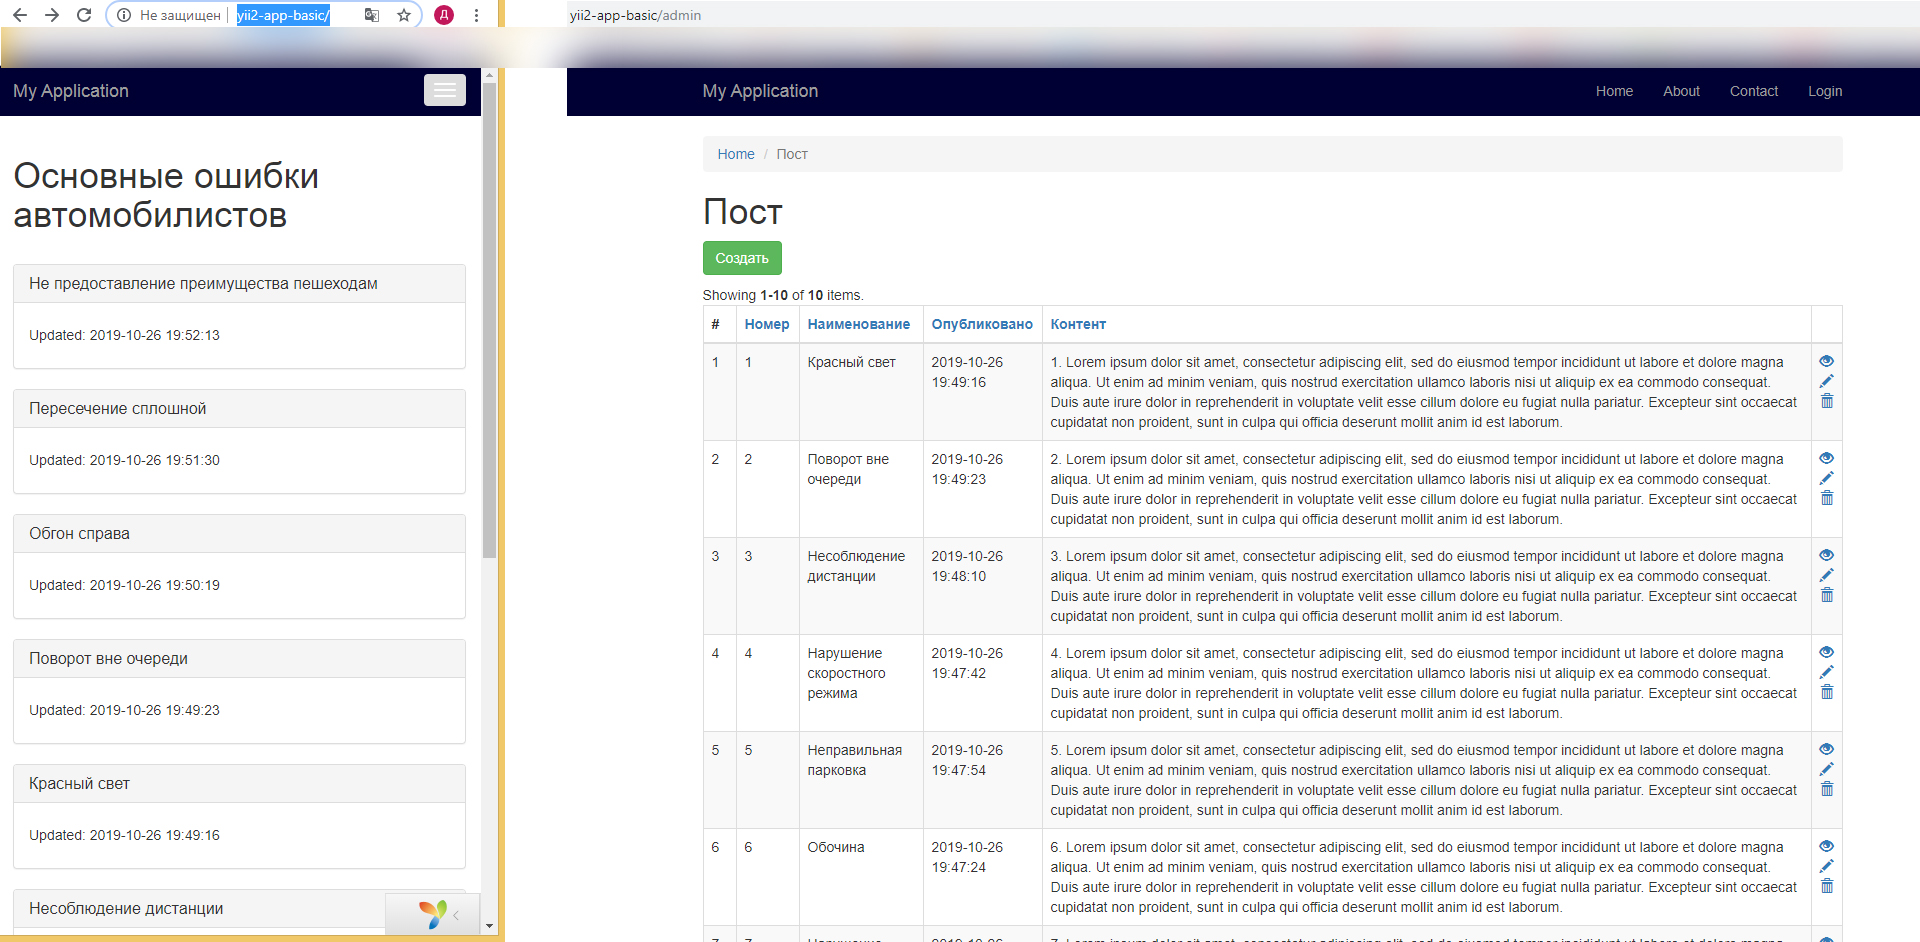 Не защищен yii2-app-basic/ Д
My Application
Основные ошибки
автомобилистов
Не предоставление преимущества пешеходам
Updated: 2019-10-26 19:52:13
Пересечение сплошной
Updated: 2019-10-26 19:51:30
Обгон справа
Updated: 2019-10-26 19:50:19
Поворот вне очереди
Updated: 2019-10-26 19:49:23
Красный свет
Updated: 2019-10-26 19:49:16
Несоблюдение дистанции
yii2-app-basic/admin
My Application Home About Contact Login
Home / Пост
Пост
Создать
Showing 1-10 of 10 items.
# Номер Наименование Опубликовано Контент
1 1 Красный свет 2019-10-26 1. Lorem ipsum dolor sit amet, consectetur adipiscing elit, sed do eiusmod tempor incididunt ut labore et dolore magna
19:49:16 aliqua. Ut enim ad minim veniam, quis nostrud exercitation ullamco laboris nisi ut aliquip ex ea commodo consequat.
Duis aute irure dolor in reprehenderit in voluptate velit esse cillum dolore eu fugiat nulla pariatur. Excepteur sint occaecat
cupidatat non proident, sunt in culpa qui officia deserunt mollit anim id est laborum.
2 2 Поворот вне 2019-10-26 2. Lorem ipsum dolor sit amet, consectetur adipiscing elit, sed do eiusmod tempor incididunt ut labore et dolore magna
очереди 19:49:23 aliqua. Ut enim ad minim veniam, quis nostrud exercitation ullamco laboris nisi ut aliquip ex ea commodo consequat.
Duis aute irure dolor in reprehenderit in voluptate velit esse cillum dolore eu fugiat nulla pariatur. Excepteur sint occaecat
cupidatat non proident, sunt in culpa qui officia deserunt mollit anim id est laborum.
3 3 Несоблюдение 2019-10-26 3. Lorem ipsum dolor sit amet, consectetur adipiscing elit, sed do eiusmod tempor incididunt ut labore et dolore magna
дистанции 19:48:10 aliqua. Ut enim ad minim veniam, quis nostrud exercitation ullamco laboris nisi ut aliquip ex ea commodo consequat.
Duis aute irure dolor in reprehenderit in voluptate velit esse cillum dolore eu fugiat nulla pariatur. Excepteur sint occaecat
cupidatat non proident, sunt in culpa qui officia deserunt mollit anim id est laborum.
4 4 Нарушение 2019-10-26 4. Lorem ipsum dolor sit amet, consectetur adipiscing elit, sed do eiusmod tempor incididunt ut labore et dolore magna
скоростного 19:47:42 aliqua. Ut enim ad minim veniam, quis nostrud exercitation ullamco laboris nisi ut aliquip ex ea commodo consequat.
режима Duis aute irure dolor in reprehenderit in voluptate velit esse cillum dolore eu fugiat nulla pariatur. Excepteur sint occaecat
cupidatat non proident, sunt in culpa qui officia deserunt mollit anim id est laborum.
5 5 Неправильная 2019-10-26 5. Lorem ipsum dolor sit amet, consectetur adipiscing elit, sed do eiusmod tempor incididunt ut labore et dolore magna
парковка 19:47:54 aliqua. Ut enim ad minim veniam, quis nostrud exercitation ullamco laboris nisi ut aliquip ex ea commodo consequat.
Duis aute irure dolor in reprehenderit in voluptate velit esse cillum dolore eu fugiat nulla pariatur. Excepteur sint occaecat
cupidatat non proident, sunt in culpa qui officia deserunt mollit anim id est laborum.
6 6 Обочина 2019-10-26 6. Lorem ipsum dolor sit amet, consectetur adipiscing elit, sed do eiusmod tempor incididunt ut labore et dolore magna
19:47:24 aliqua. Ut enim ad minim veniam, quis nostrud exercitation ullamco laboris nisi ut aliquip ex ea commodo consequat.
Duis aute irure dolor in reprehenderit in voluptate velit esse cillum dolore eu fugiat nulla pariatur. Excepteur sint occaecat
cupidatat non proident, sunt in culpa qui officia deserunt mollit anim id est laborum.